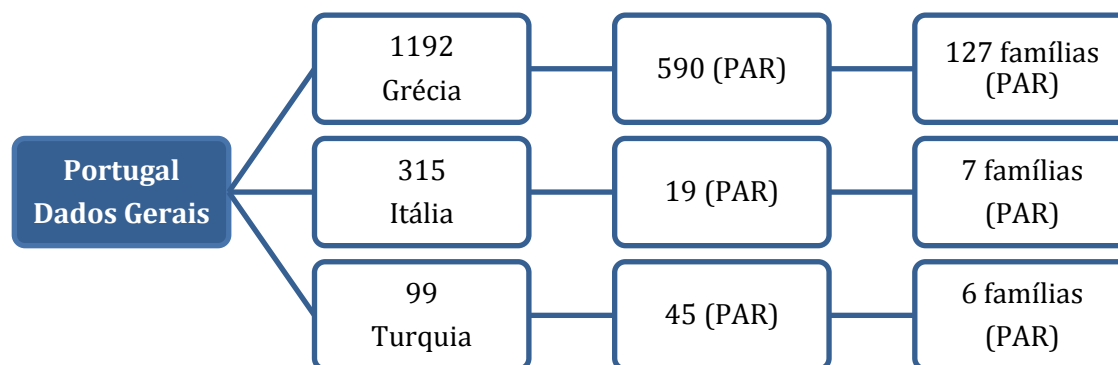 Portugal
Dados Gerais
1192
Grécia
590 (PAR)
127 famílias
(PAR)
315
Itália
19 (PAR)
7 famílias
(PAR)
99
Turquia
45 (PAR)
6 famílias
(PAR)